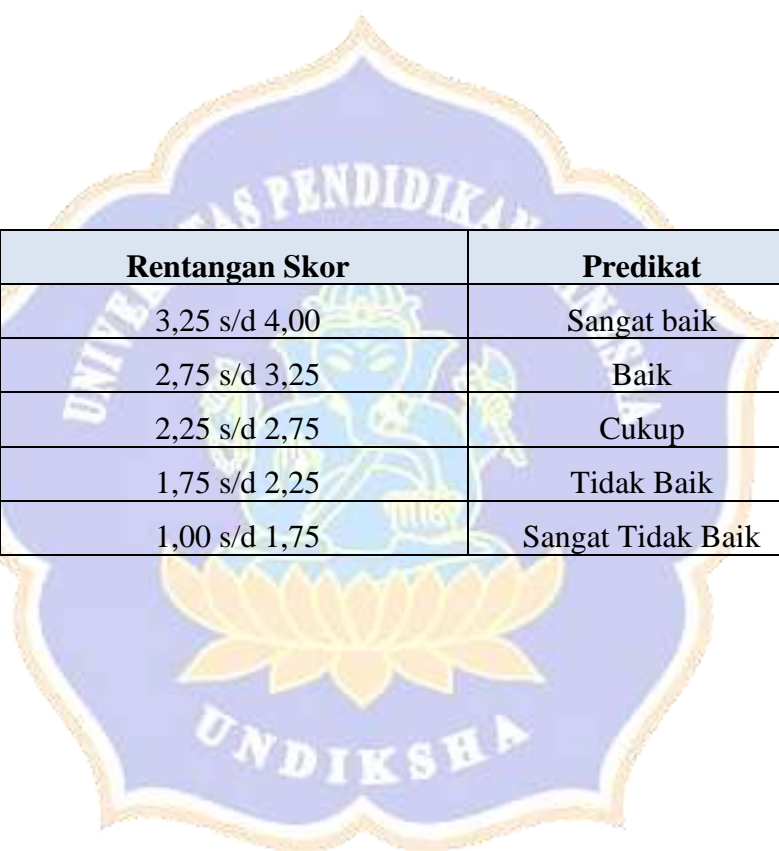 UNIVERSITAS PENDIDIKAN GANESHA
Rentangan Skor Predikat
3,25 s/d 4,00 Sangat baik
2,75 s/d 3,25 Baik
2,25 s/d 2,75 Cukup
1,75 s/d 2,25 Tidak Baik
1,00 s/d 1,75 Sangat Tidak Baik
UNDIKSHA